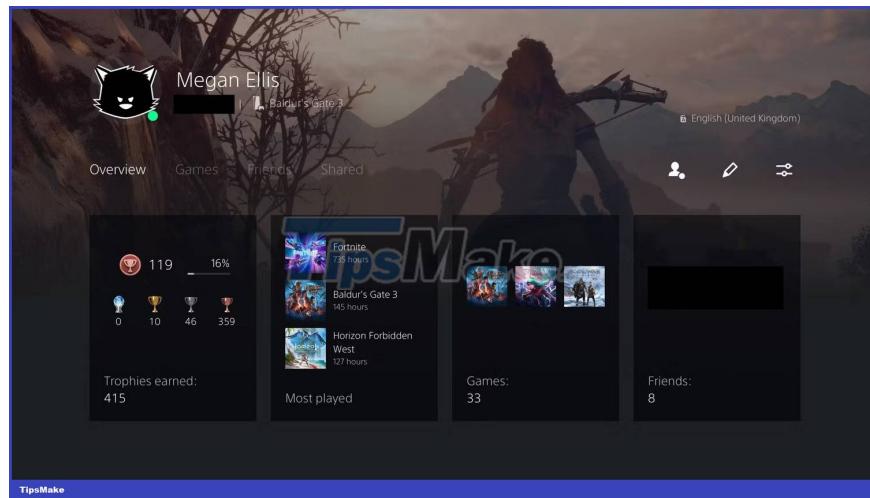 Megan Ellis
| Baldur's Gate 3
English (United Kingdom)
Overview Games Friends Shared
119 16%
0 10 46 359
Trophies earned:
415
Fortnite
735 hours
Baldur's Gate 3
145 hours
Horizon Forbidden
West
127 hours
Most played
Games:
33
Friends:
8
TipsMake
TipsMake